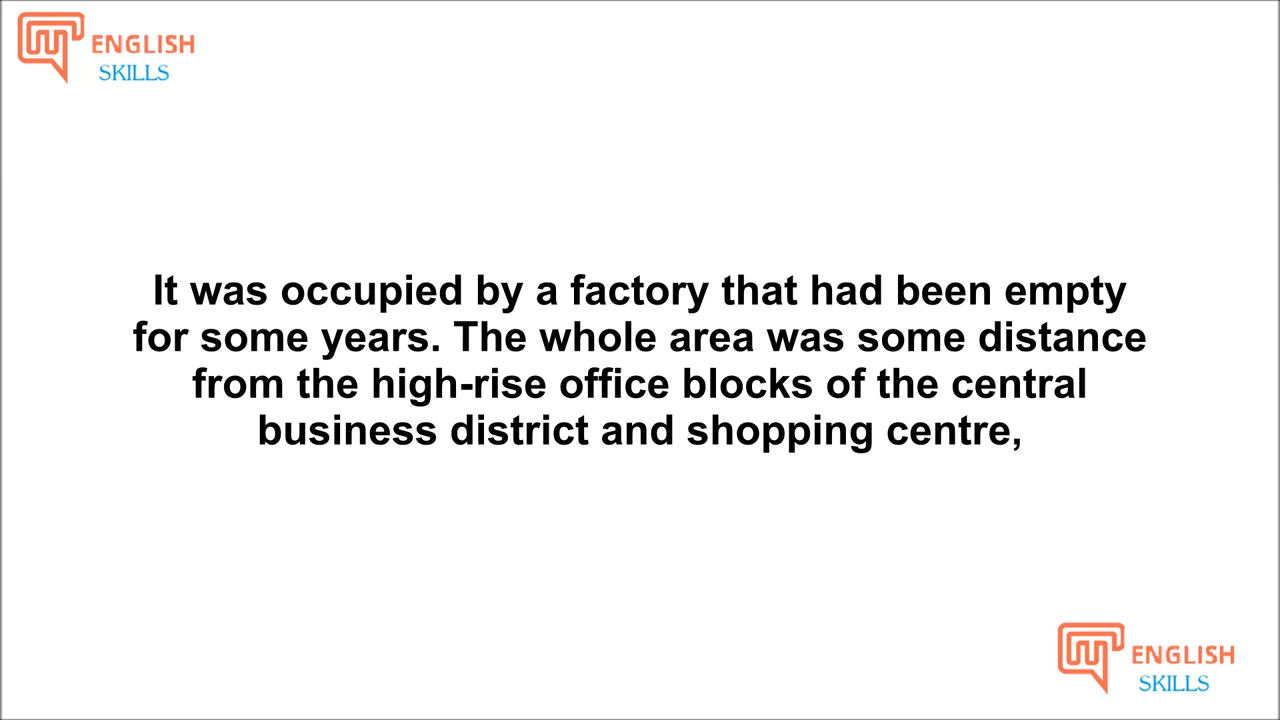 ENGLISH
SKILLS
It was occupied by a factory that had been empty
for some years. The whole area was some distance
from the high-rise office blocks of the central
business district and shopping centre,
ENGLISH
SKILLS